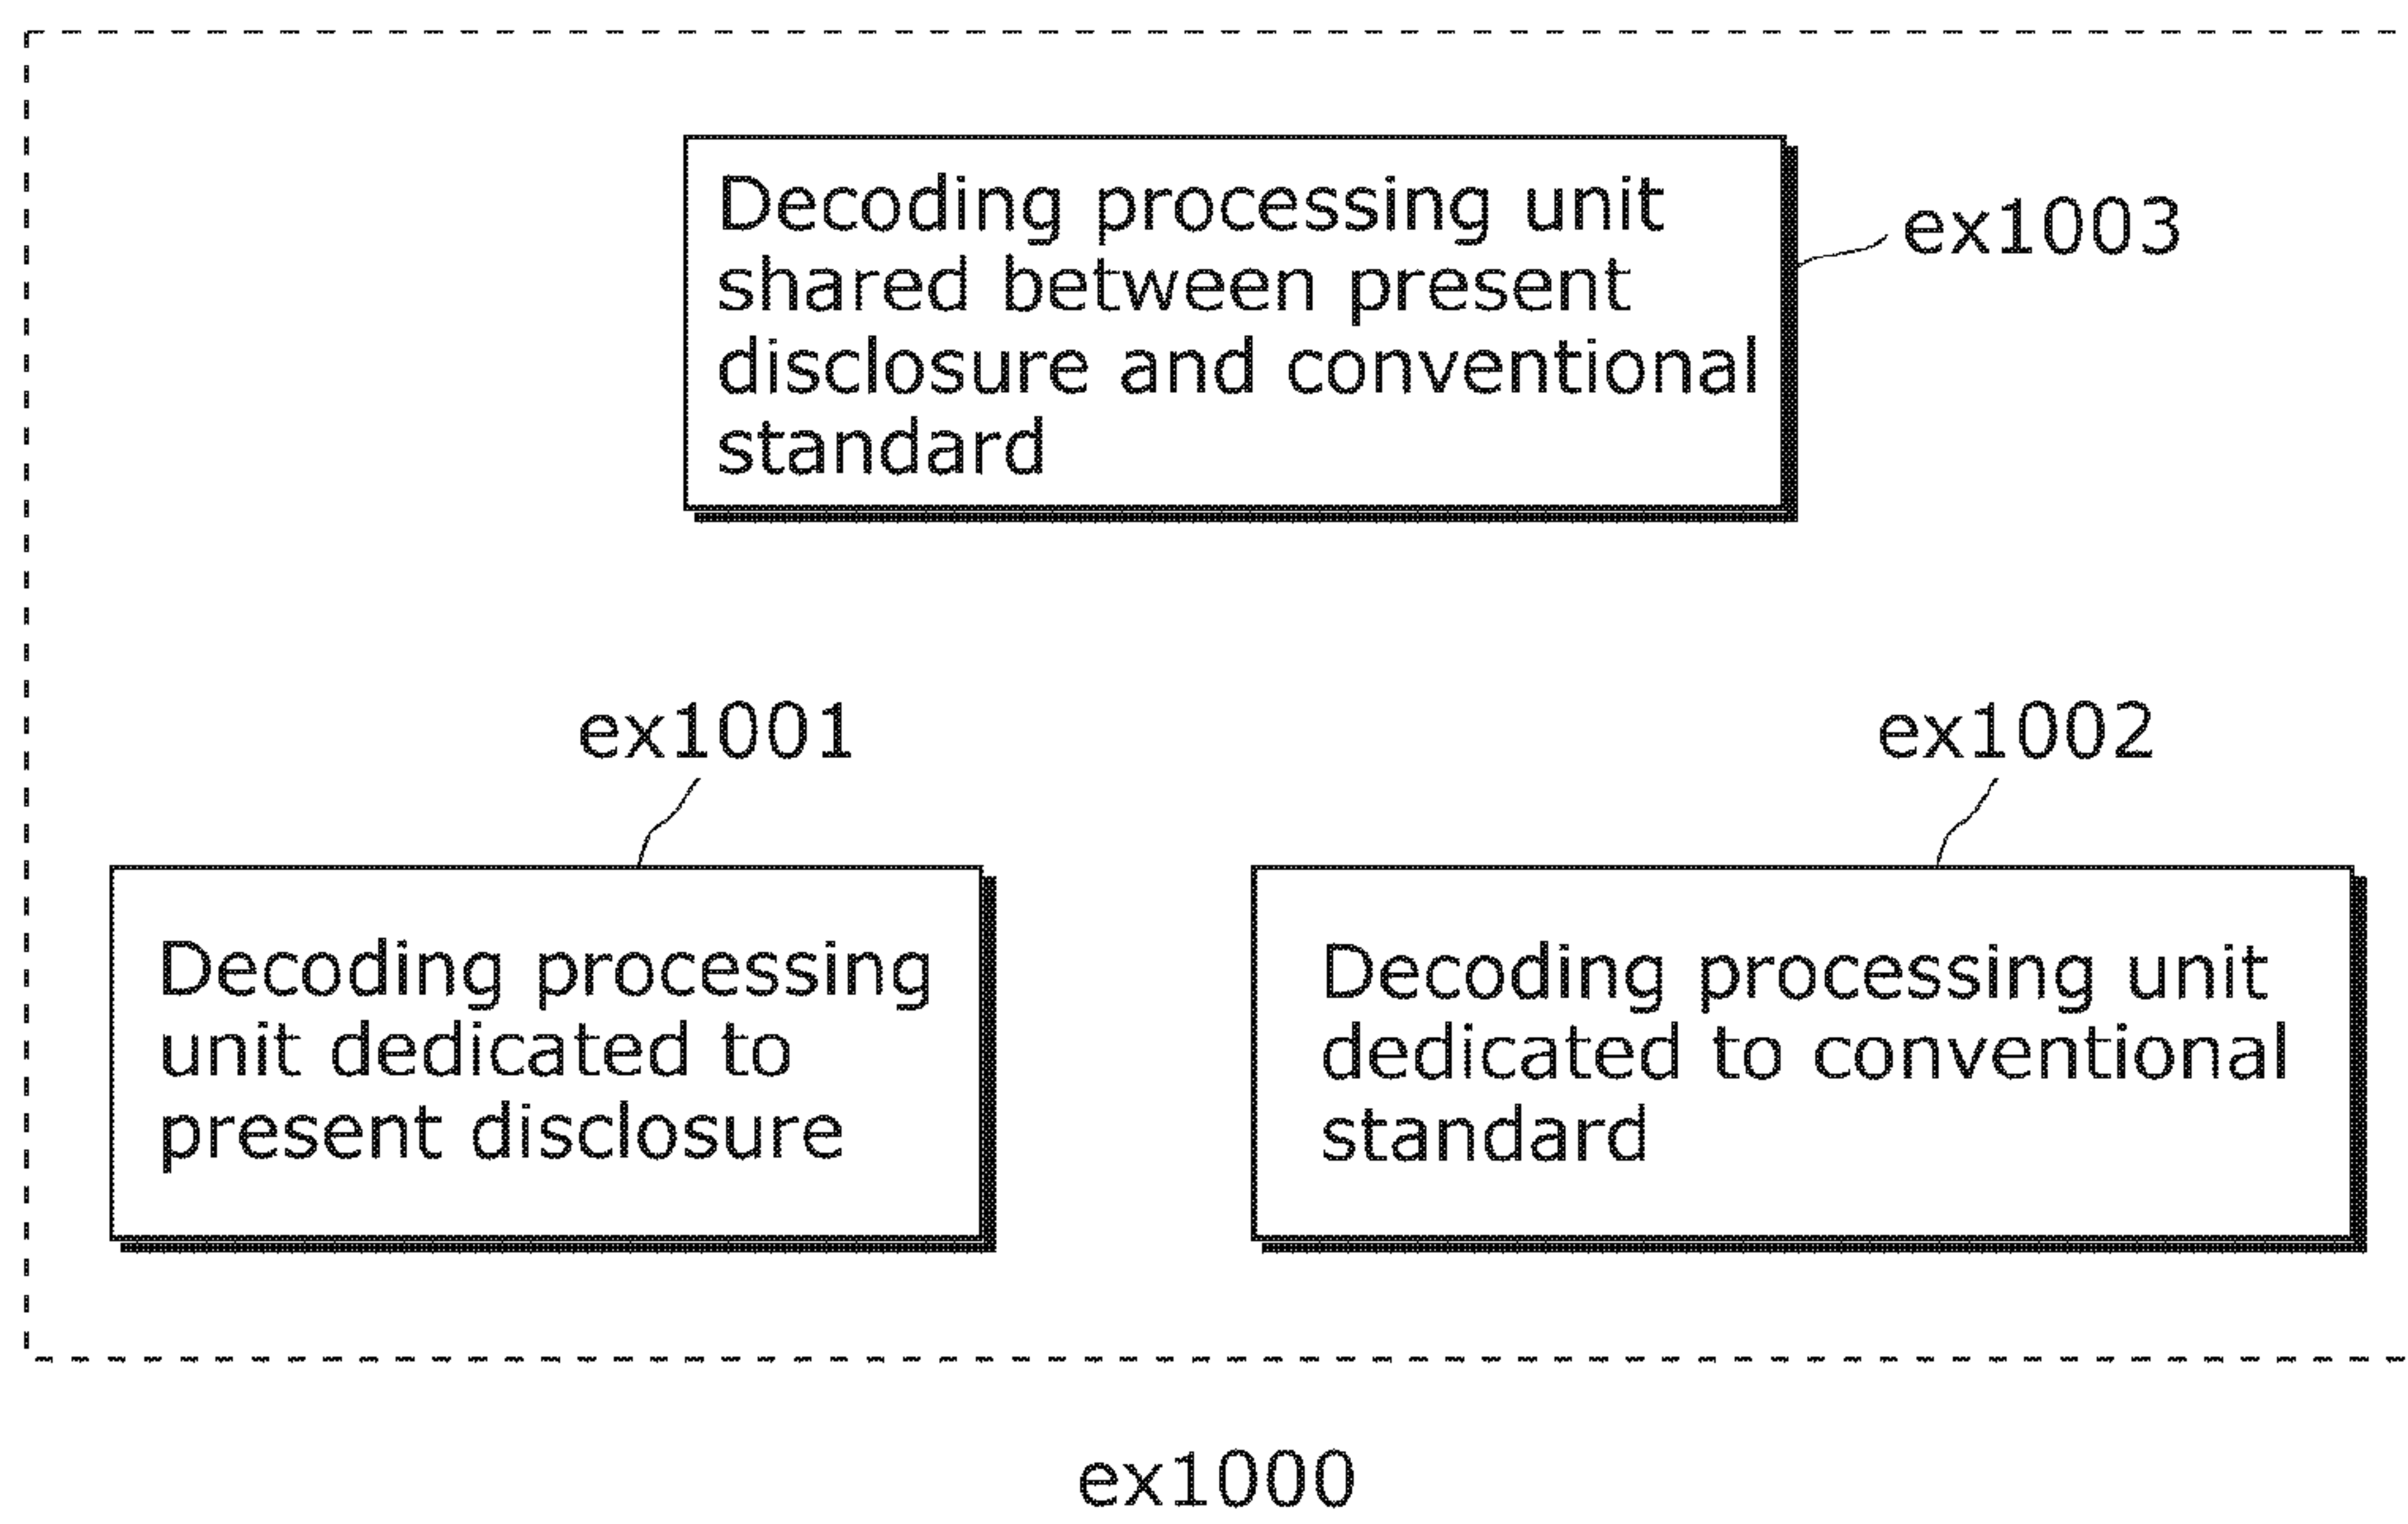 Decoding processing unit
shared between present
disclosure and conventional
standard
ex1003
ex1001
ex1002
Decoding processing
unit dedicated to
present disclosure
Decoding processing unit
dedicated to conventional
standard
ex1000